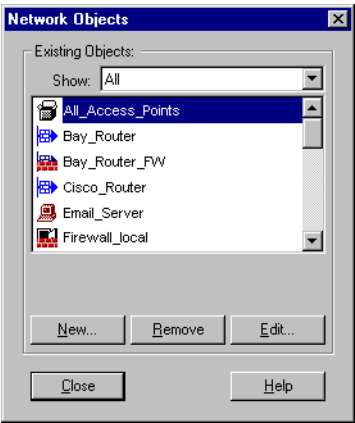 Network Objects
Existing Objects:
Show: All
All_Access_Points
Bay_Router
Bay_Router_FW
Cisco_Router
Email_Server
Firewall_local
New... Remove Edit...
Close Help